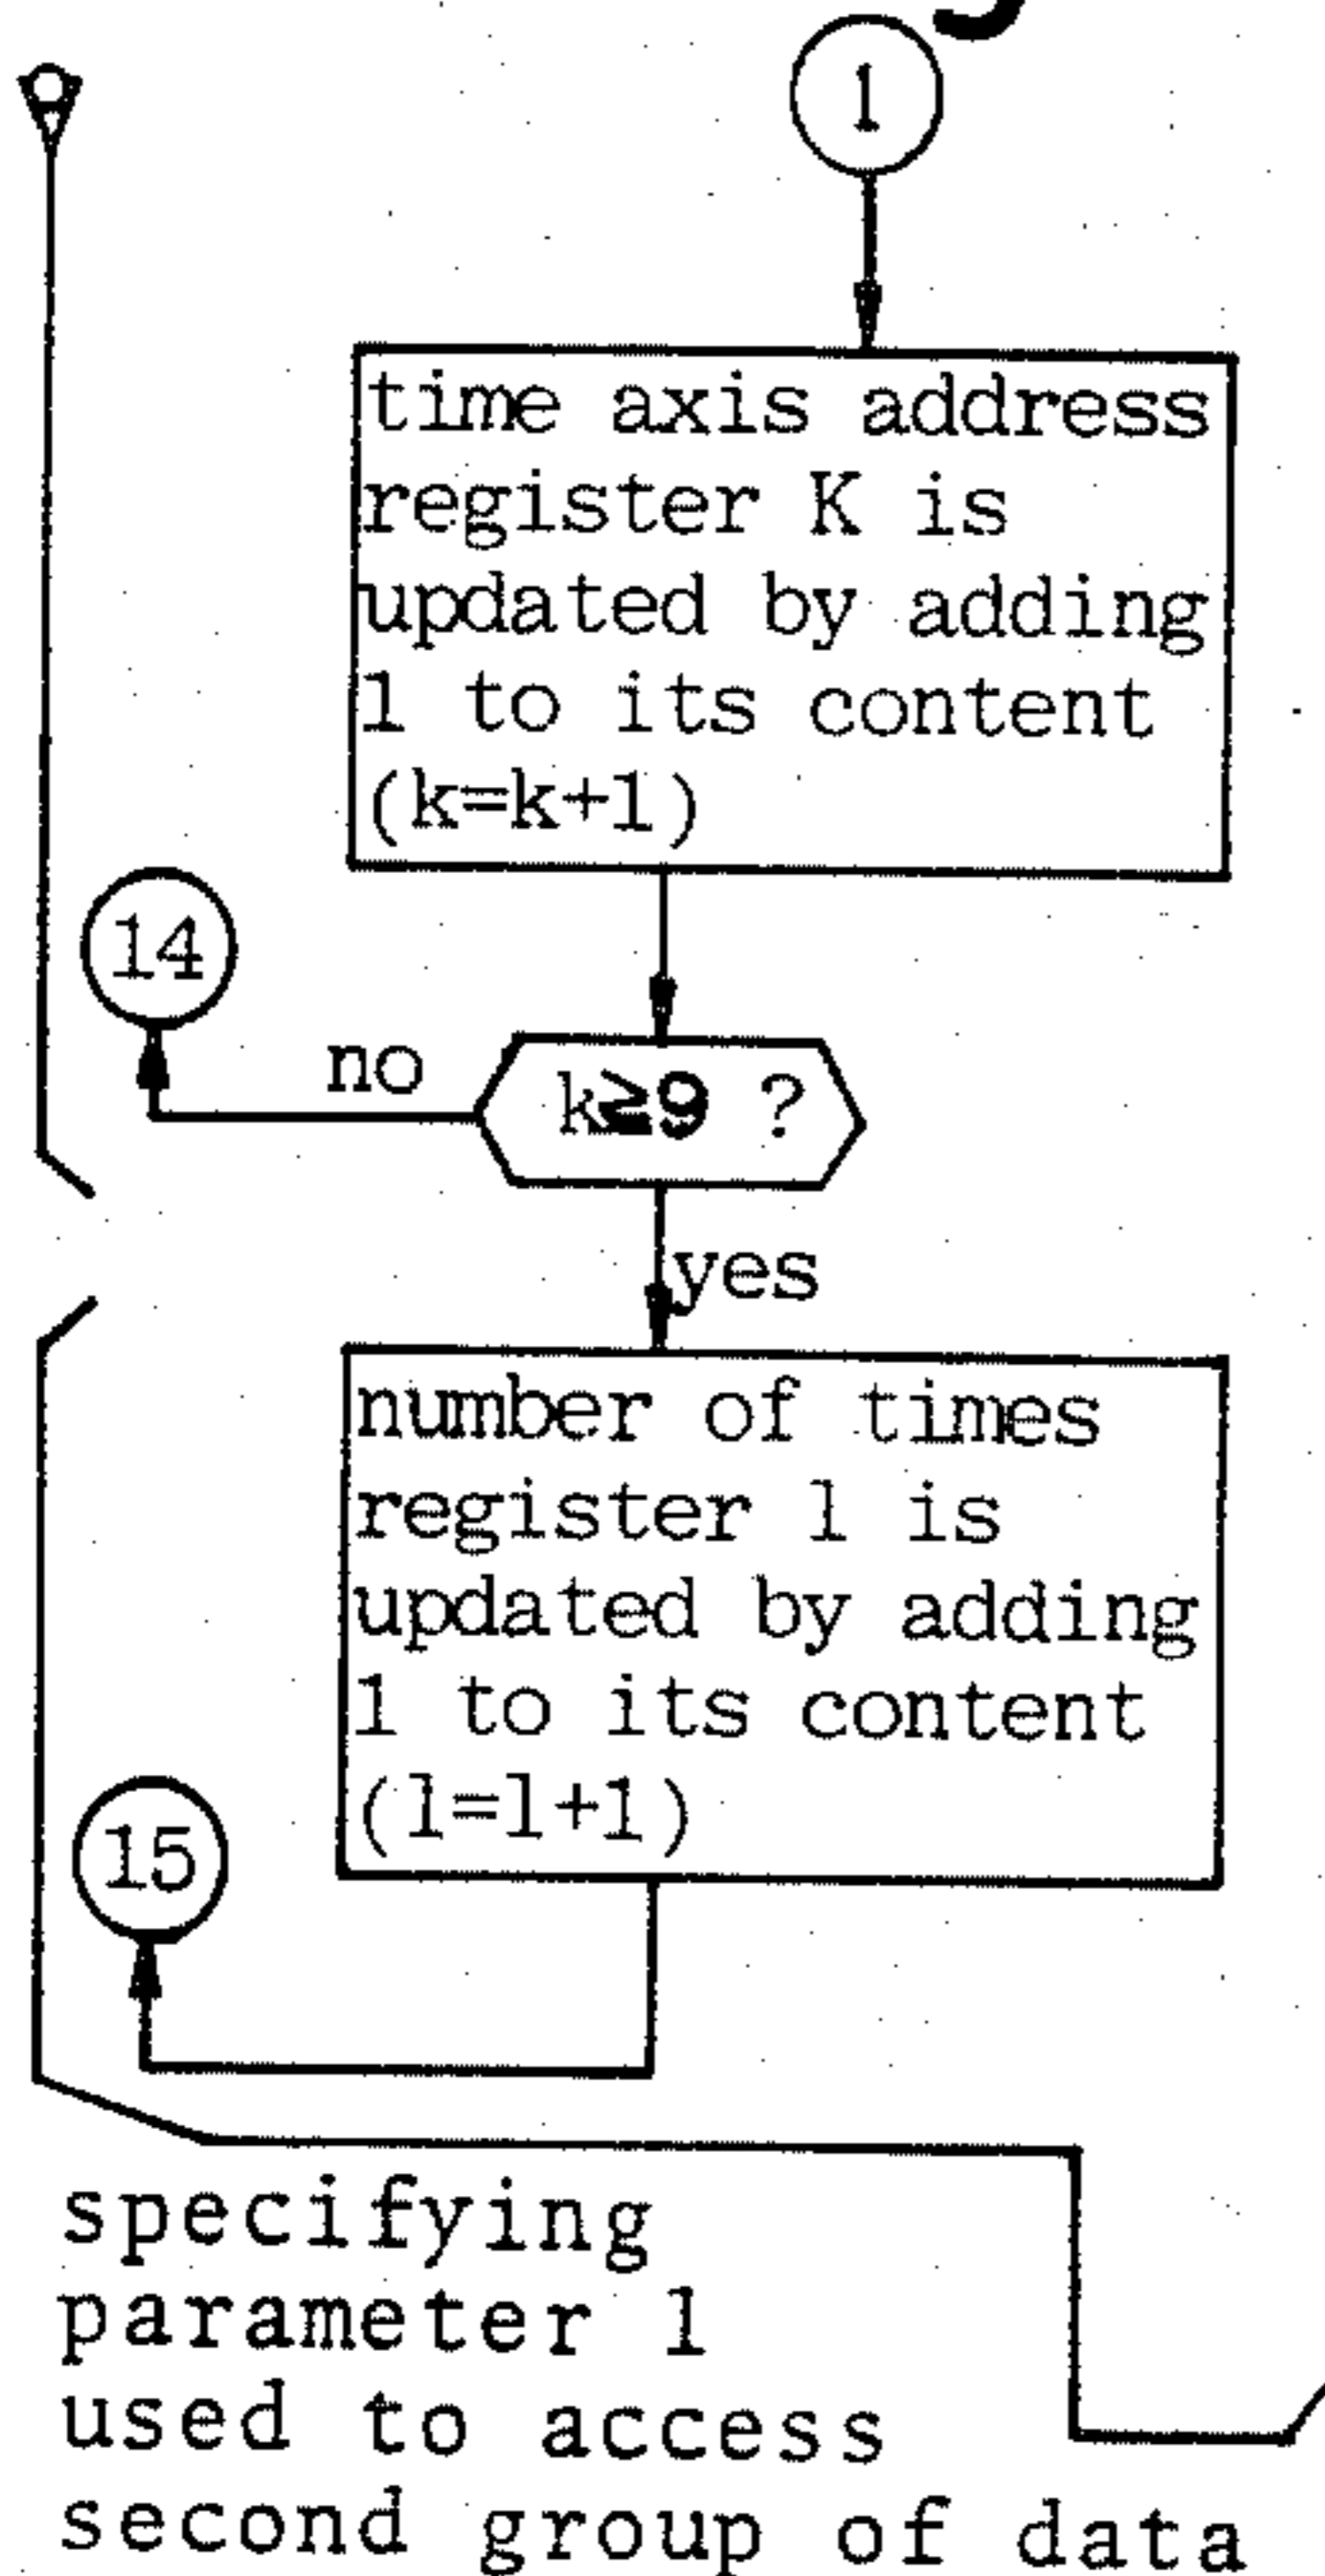 1
time axis address
register K is
updated by adding
1 to its content
(k=k+1)
14
no
k≧9 ?
yes
number of times
register l is
updated by adding
1 to its content
(l=l+1)
15
specifying
parameter l
used to access
second group of data